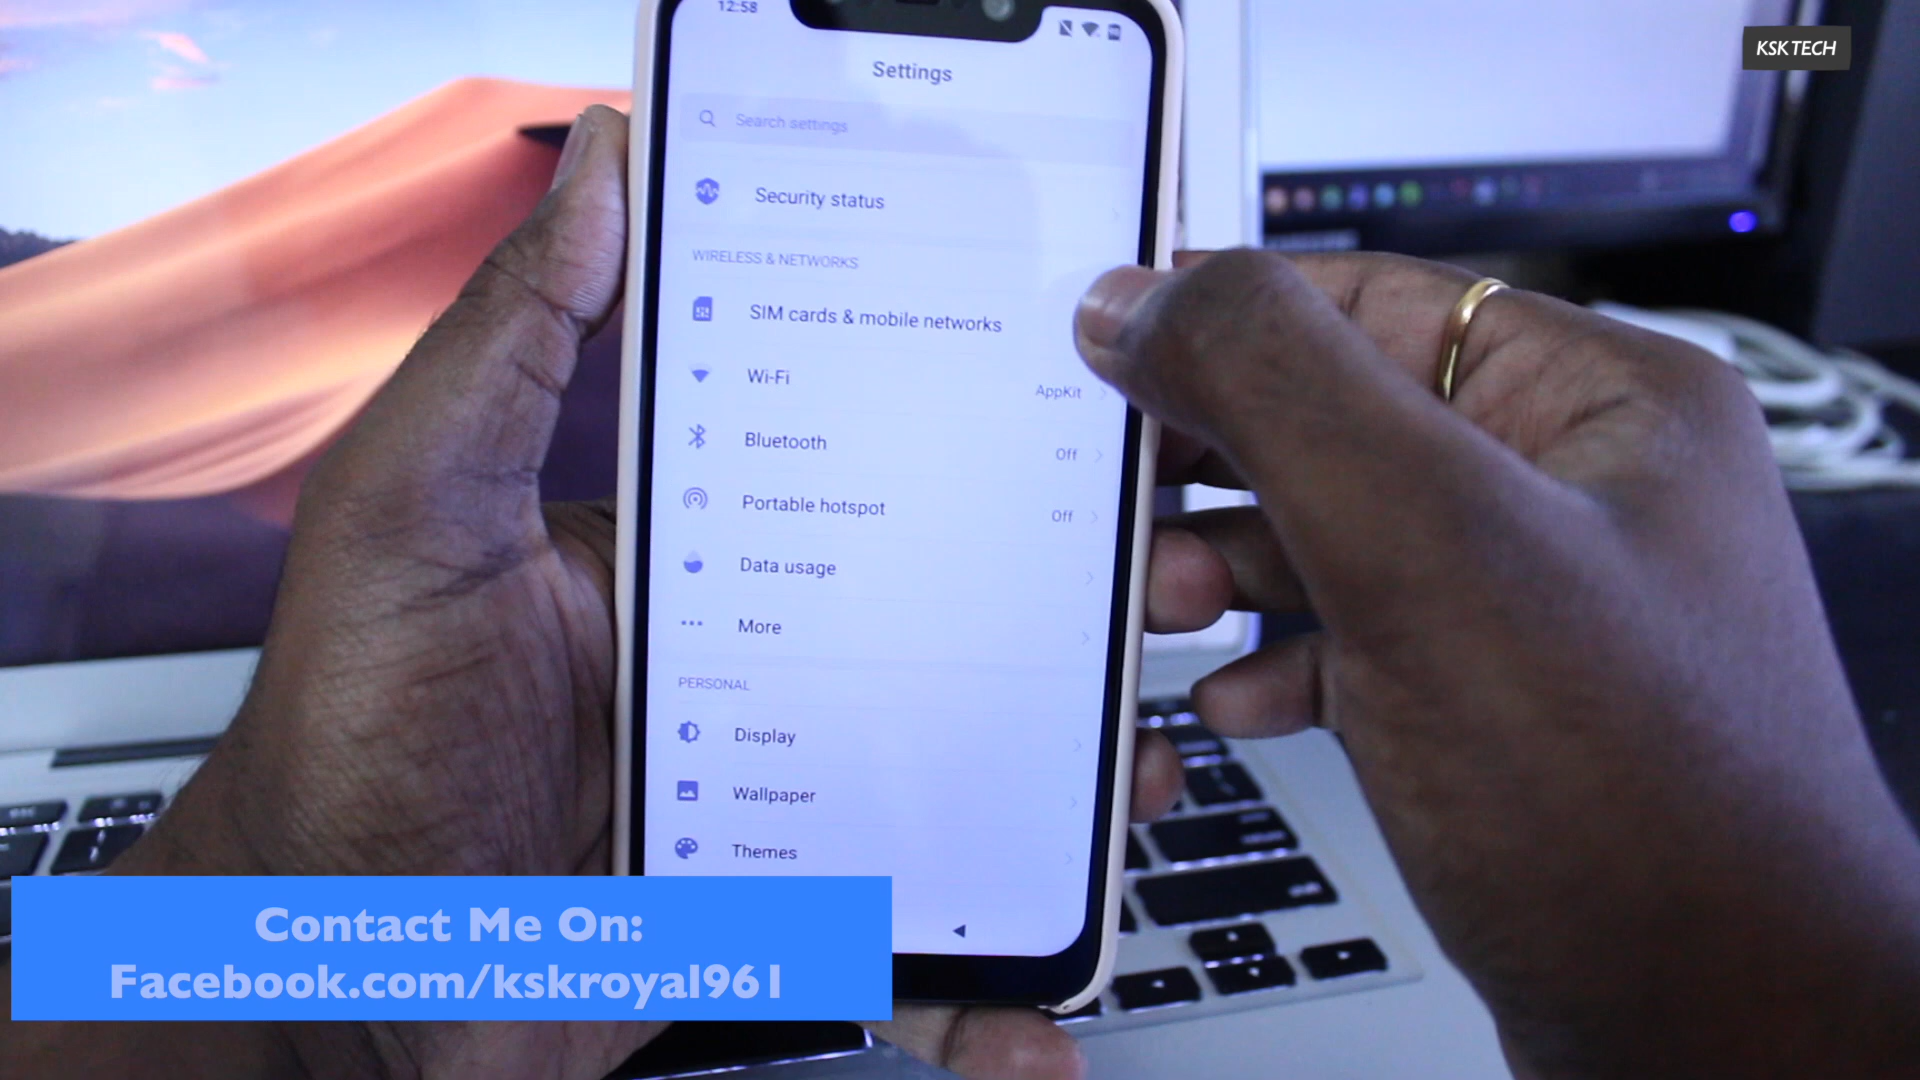 12:58
KSK TECH
Settings
Search settings
Security status
WIRELESS & NETWORKS
SIM cards & mobile networks
Wi-Fi
AppKit
Bluetooth
Off
Portable hotspot
Off
Data usage
More
PERSONAL
Display
Wallpaper
Themes
Contact Me On:
Facebook.com/kskroyal961